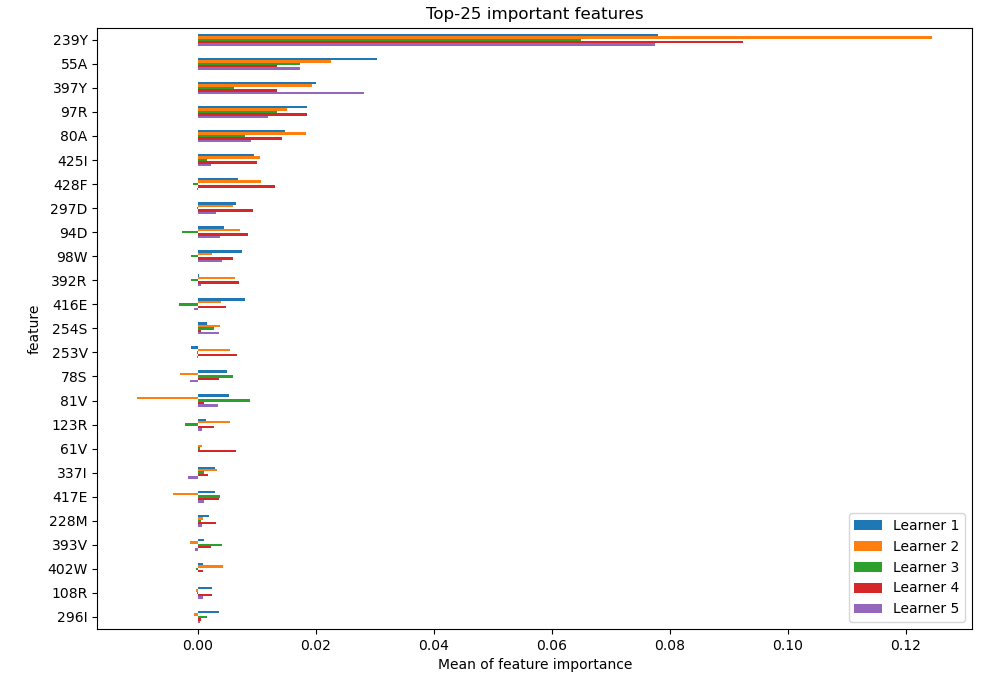 Top-25 important features
239Y
55A
397Y
97R
80A
425I
428F
297D
94D
98W
392R
416E
254S
253V
78S
81V
123R
61V
337I
417E
228M
393V
402W
108R
296I
feature
Learner 1
Learner 2
Learner 3
Learner 4
Learner 5
0.00 0.02 0.04 0.06 0.08 0.10 0.12
Mean of feature importance